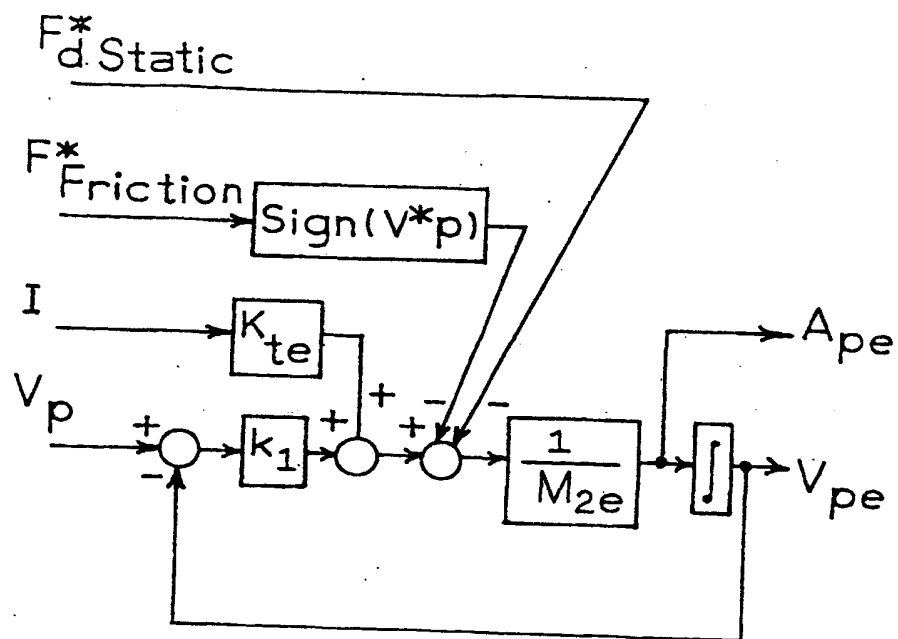 F*d Static
F*Friction
Sign(V*p)
I
Kte
Vp
+
-
k1
+
+
+
-
-
1
M2e
∫
Ape
Vpe